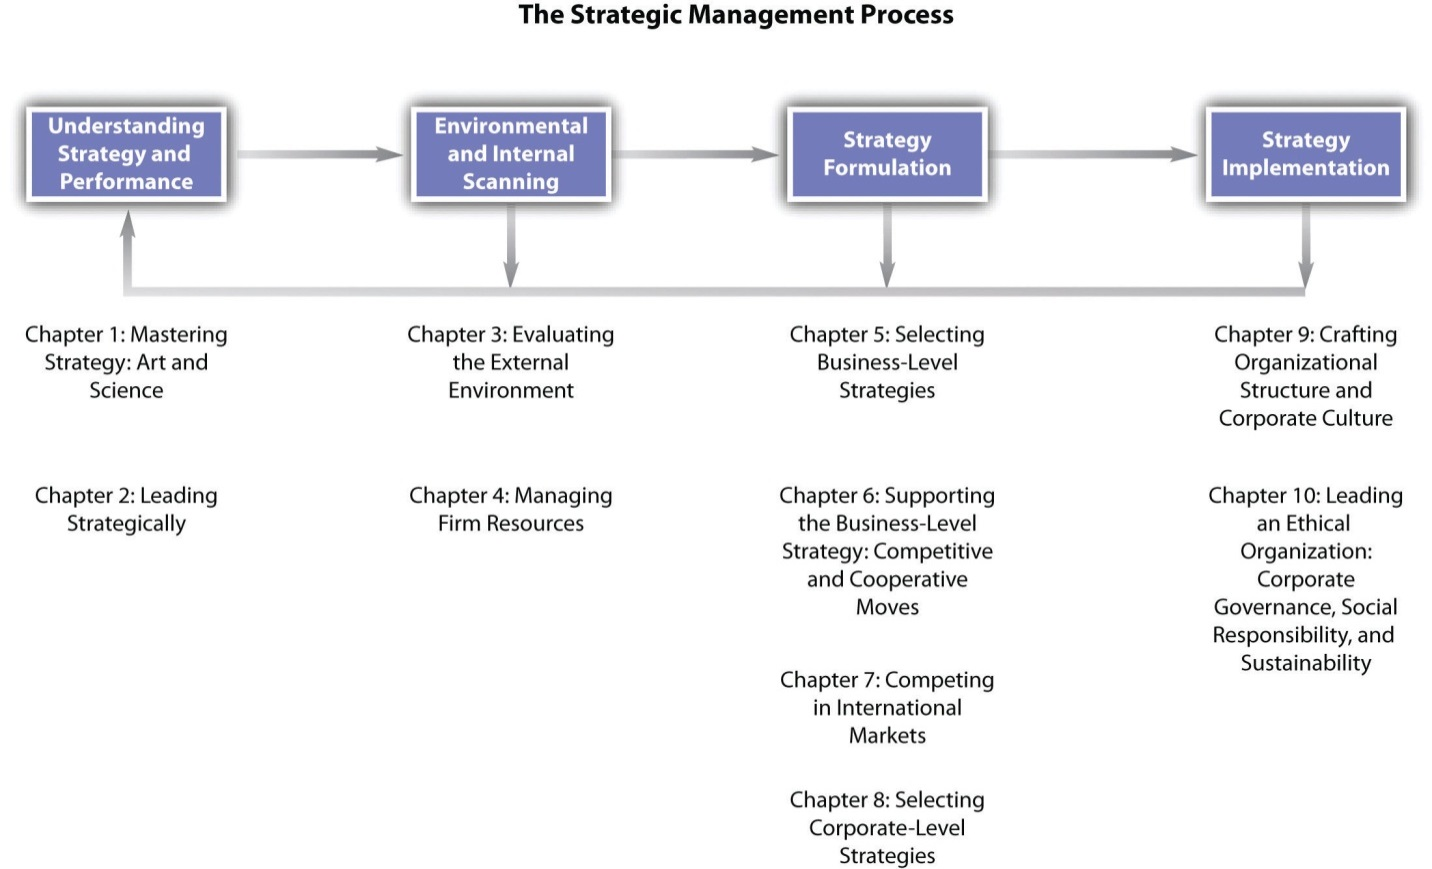 The Strategic Management Process
Understanding
Strategy and
Performance
Environmental
and Internal
Scanning
Strategy
Formulation
Strategy
Implementation
Chapter 1: Mastering
Strategy: Art and
Science
Chapter 2: Leading
Strategically
Chapter 3: Evaluating
the External
Environment
Chapter 4: Managing
Firm Resources
Chapter 5: Selecting
Business-Level
Strategies
Chapter 6: Supporting
the Business-Level
Strategy: Competitive
and Cooperative
Moves
Chapter 7: Competing
in International
Markets
Chapter 8: Selecting
Corporate-Level
Strategies
Chapter 9: Crafting
Organizational
Structure and
Corporate Culture
Chapter 10: Leading
an Ethical
Organization:
Corporate
Governance, Social
Responsibility, and
Sustainability